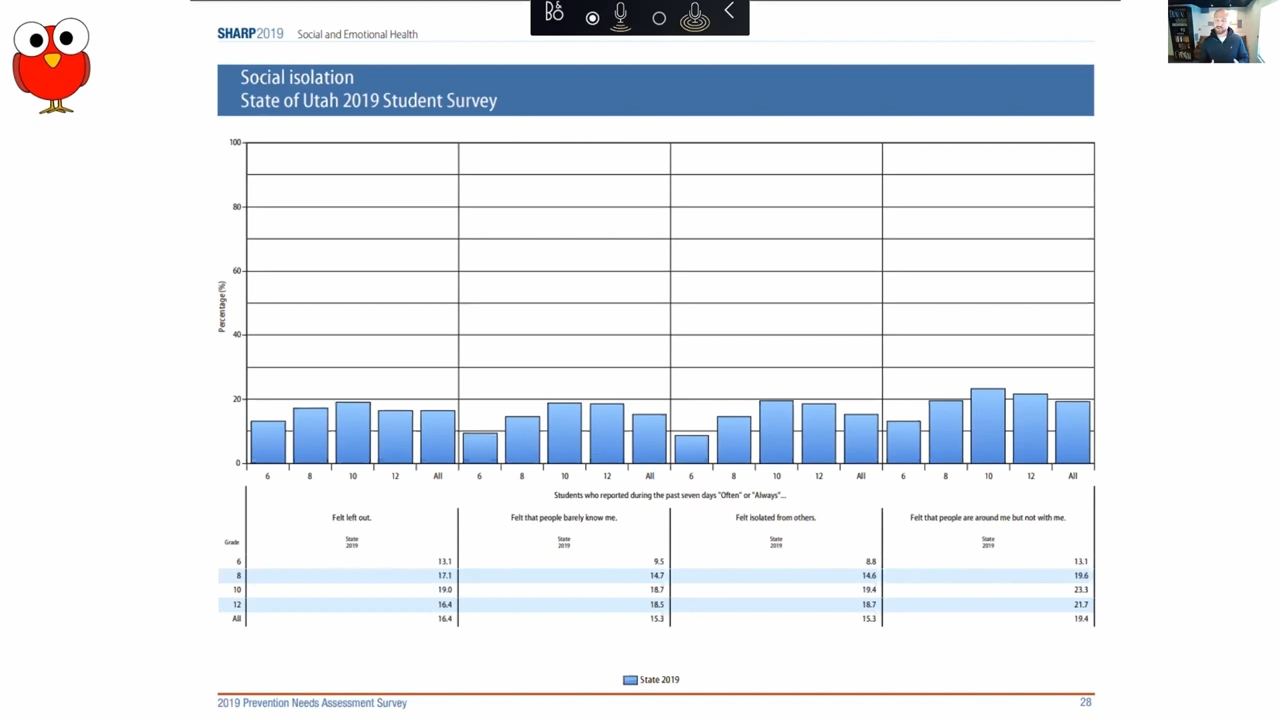 B&O
SHARP2019 Social and Emotional Health
Social isolation
State of Utah 2019 Student Survey
Percentage (%)
100
80
60
40
20
0
6 8 10 12 All 6 8 10 12 All 6 8 10 12 All 6 8 10 12 All
Students who reported during the past seven days "Often" or "Always"...
Felt left out. Felt that people barely know me. Felt isolated from others. Felt that people are around me but not with me.
Grade State 2019 State 2019 State 2019 State 2019
6 13.1 9.5 8.8 13.1
8 17.1 14.7 14.6 19.6
10 19.0 18.7 19.4 23.3
12 16.4 18.5 18.7 21.7
All 16.4 15.3 15.3 19.4
State 2019
2019 Prevention Needs Assessment Survey 28